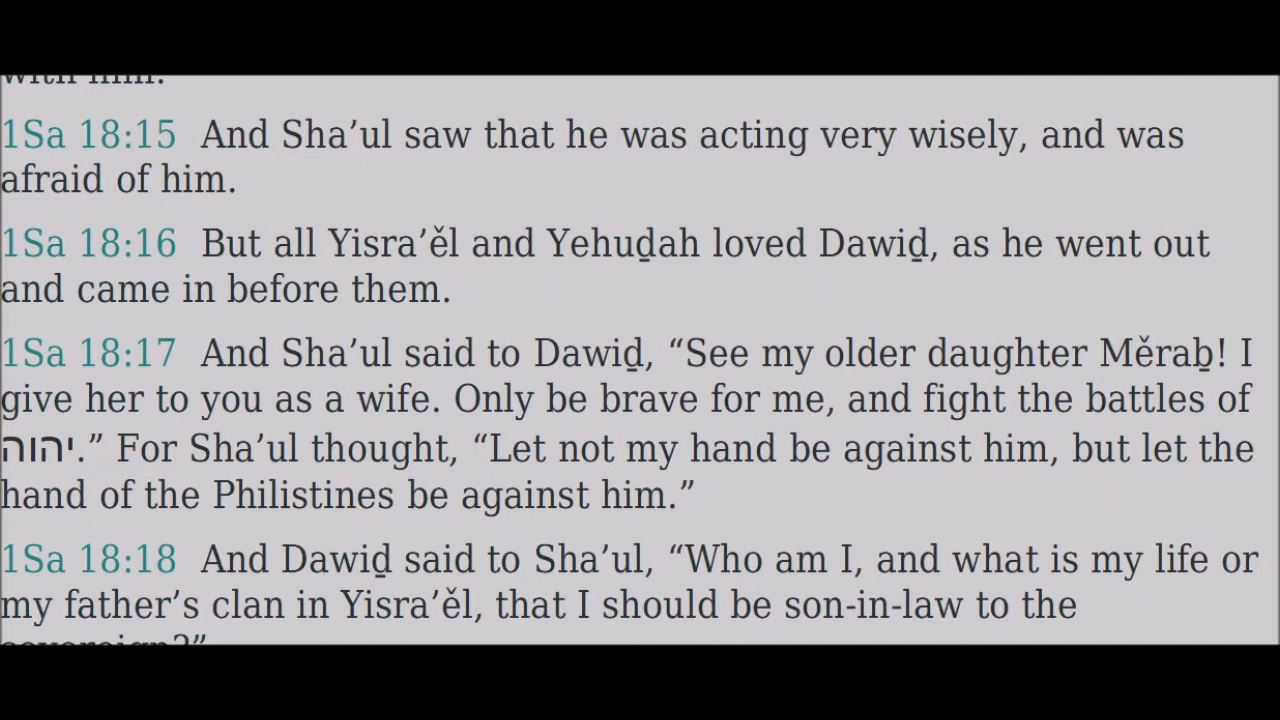 with him.
1Sa 18:15  And Sha’ul saw that he was acting very wisely, and was
afraid of him.
1Sa 18:16  But all Yisra’ěl and Yehuḏah loved Dawiḏ, as he went out
and came in before them.
1Sa 18:17  And Sha’ul said to Dawiḏ, “See my older daughter Měraḇ! I
give her to you as a wife. Only be brave for me, and fight the battles of
יהוה.” For Sha’ul thought, “Let not my hand be against him, but let the
hand of the Philistines be against him.”
1Sa 18:18  And Dawiḏ said to Sha’ul, “Who am I, and what is my life or
my father’s clan in Yisra’ěl, that I should be son-in-law to the
sovereign?”